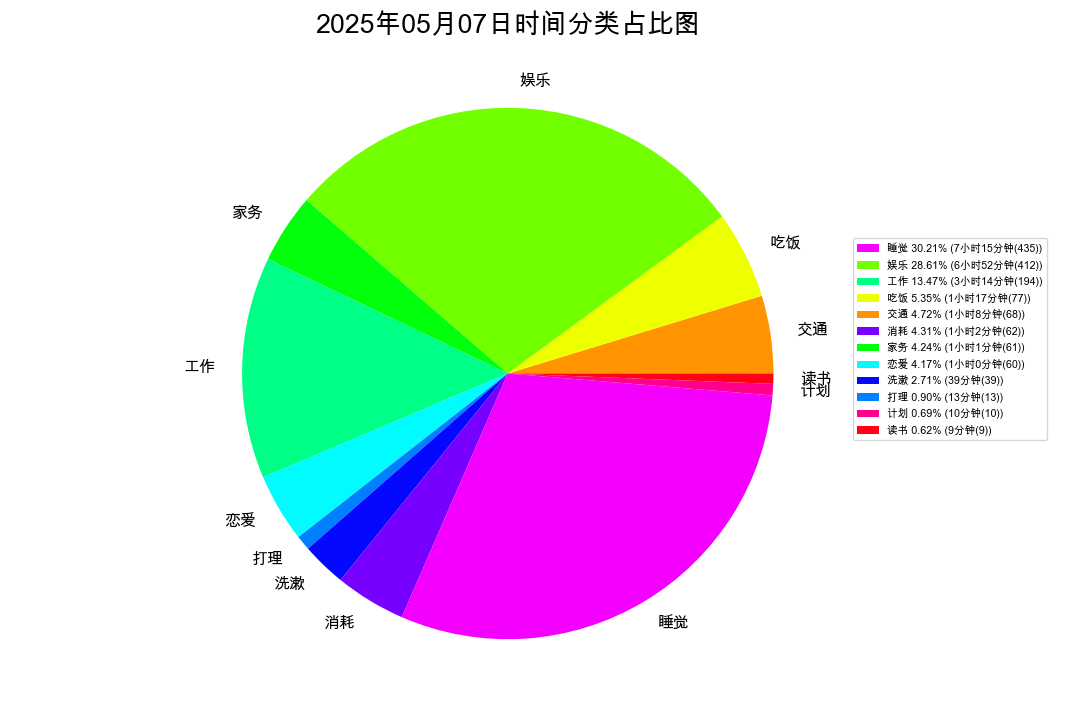 2025年05月07日时间分类占比图
娱乐
家务
吃饭
交通
工作
读书
计划
恋爱
打理
洗漱
消耗
睡觉
睡觉 30.21% (7小时15分钟(435))
娱乐 28.61% (6小时52分钟(412))
工作 13.47% (3小时14分钟(194))
吃饭 5.35% (1小时17分钟(77))
交通 4.72% (1小时8分钟(68))
消耗 4.31% (1小时2分钟(62))
家务 4.24% (1小时1分钟(61))
恋爱 4.17% (1小时0分钟(60))
洗漱 2.71% (39分钟(39))
打理 0.90% (13分钟(13))
计划 0.69% (10分钟(10))
读书 0.62% (9分钟(9))